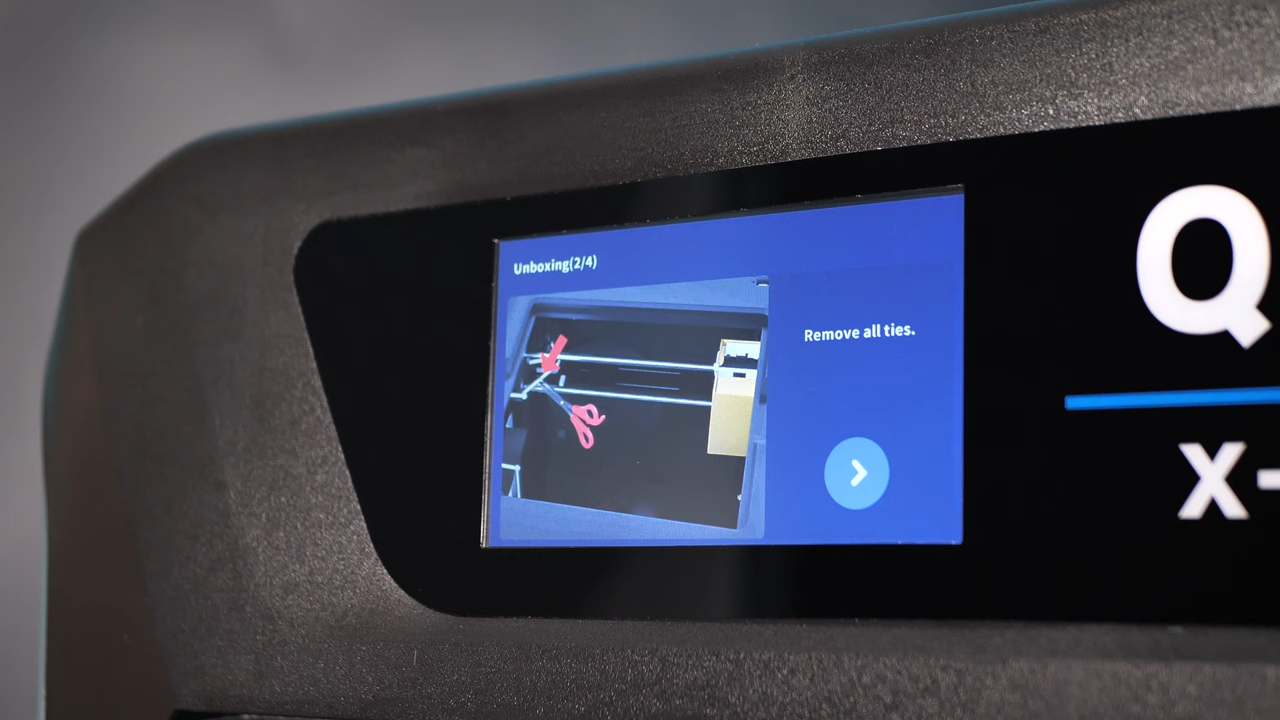 Unboxing(2/4)
Remove all ties.
Q
X-